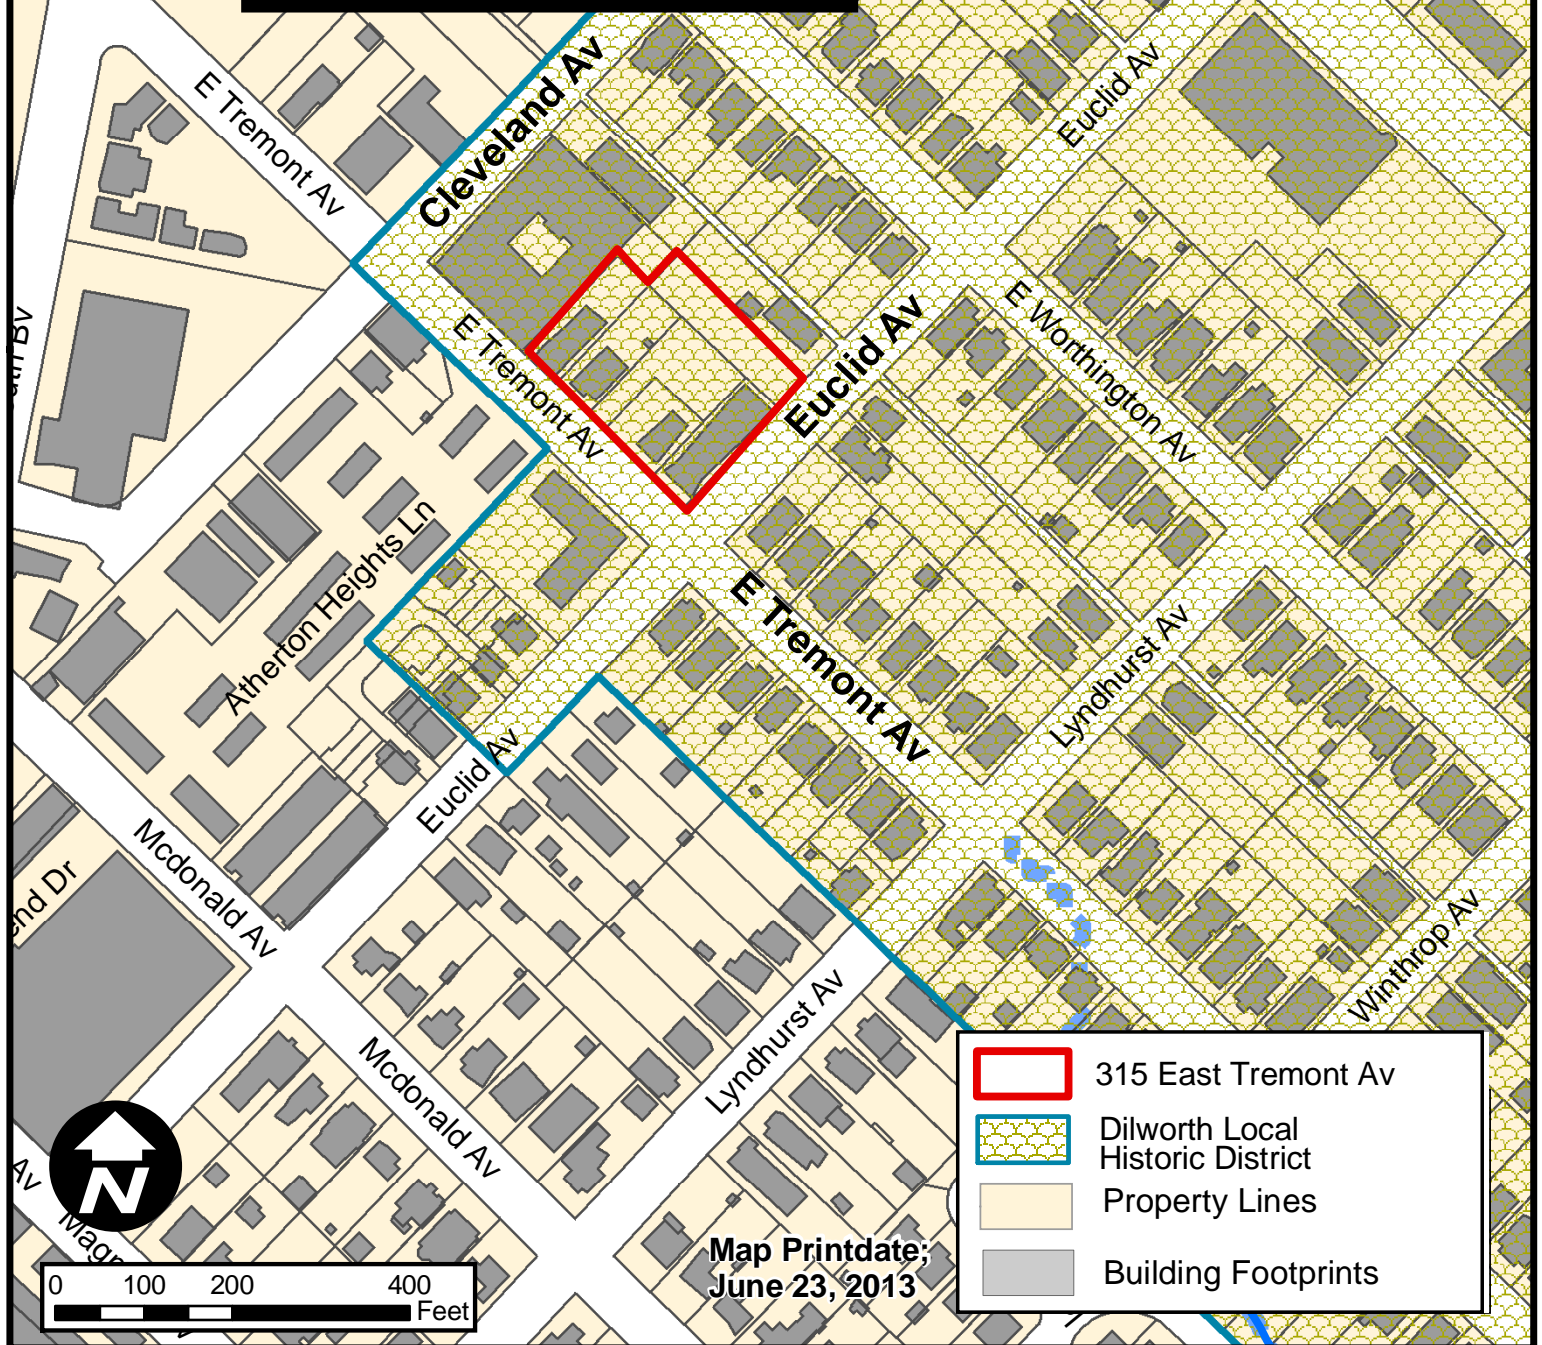 E Tremont Av
Cleveland Av
Euclid Av
E Tremont Av
Euclid Av
E Worthington Av
Atherton Heights Ln
E Tremont Av
Lyndhurst Av
Euclid Av
Mcdonald Av
Winthrop Av
Lyndhurst Av
Mcdonald Av
Av
N
315 East Tremont Av
Dilworth Local
Historic District
Property Lines
Building Footprints
Map Printdate;
June 23, 2013
0 100 200 400
Feet